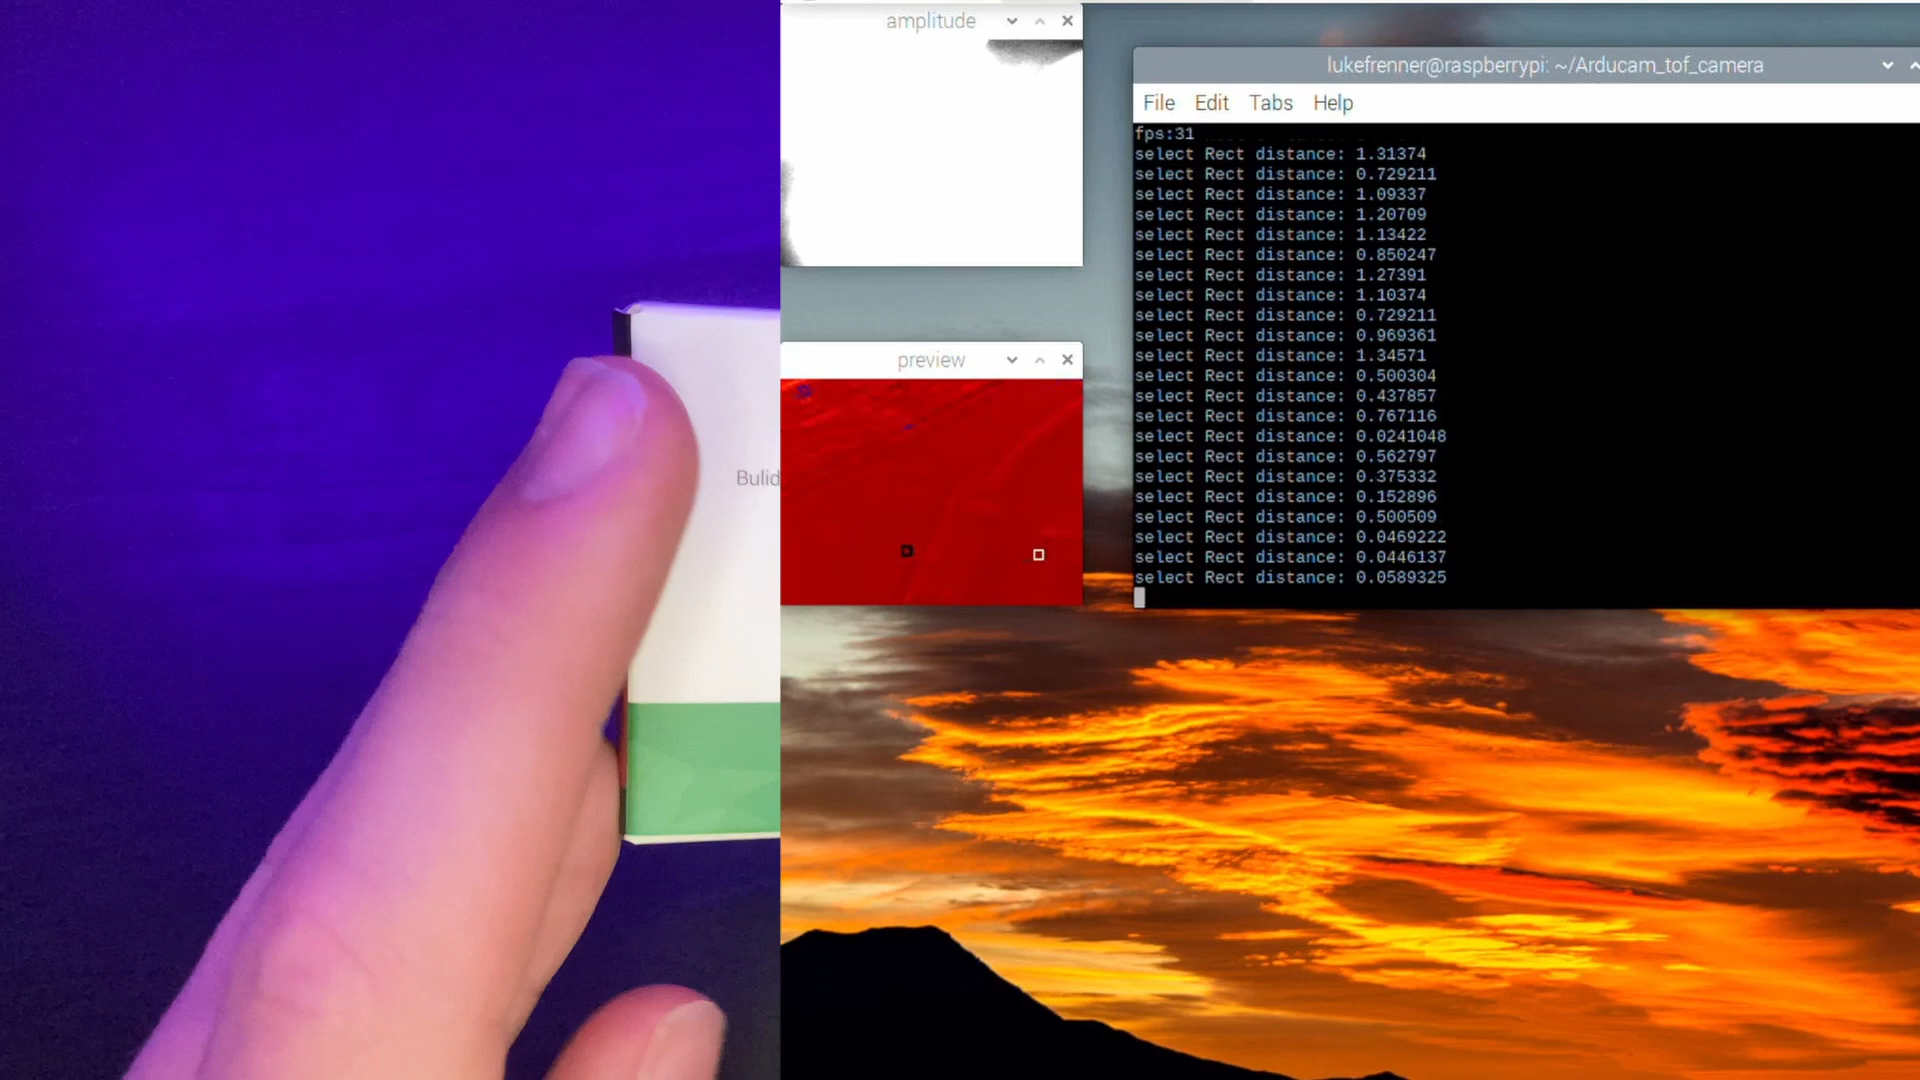 Bulid
amplitude
preview
lukefrenner@raspberrypi: ~/Arducam_tof_camera
File Edit Tabs Help
fps:31
select Rect distance: 1.31374
select Rect distance: 0.729211
select Rect distance: 1.09337
select Rect distance: 1.20709
select Rect distance: 1.13422
select Rect distance: 0.850247
select Rect distance: 1.27391
select Rect distance: 1.10374
select Rect distance: 0.729211
select Rect distance: 0.969361
select Rect distance: 1.34571
select Rect distance: 0.500304
select Rect distance: 0.437857
select Rect distance: 0.767116
select Rect distance: 0.0241048
select Rect distance: 0.562797
select Rect distance: 0.375332
select Rect distance: 0.152896
select Rect distance: 0.500509
select Rect distance: 0.0469222
select Rect distance: 0.0446137
select Rect distance: 0.0589325